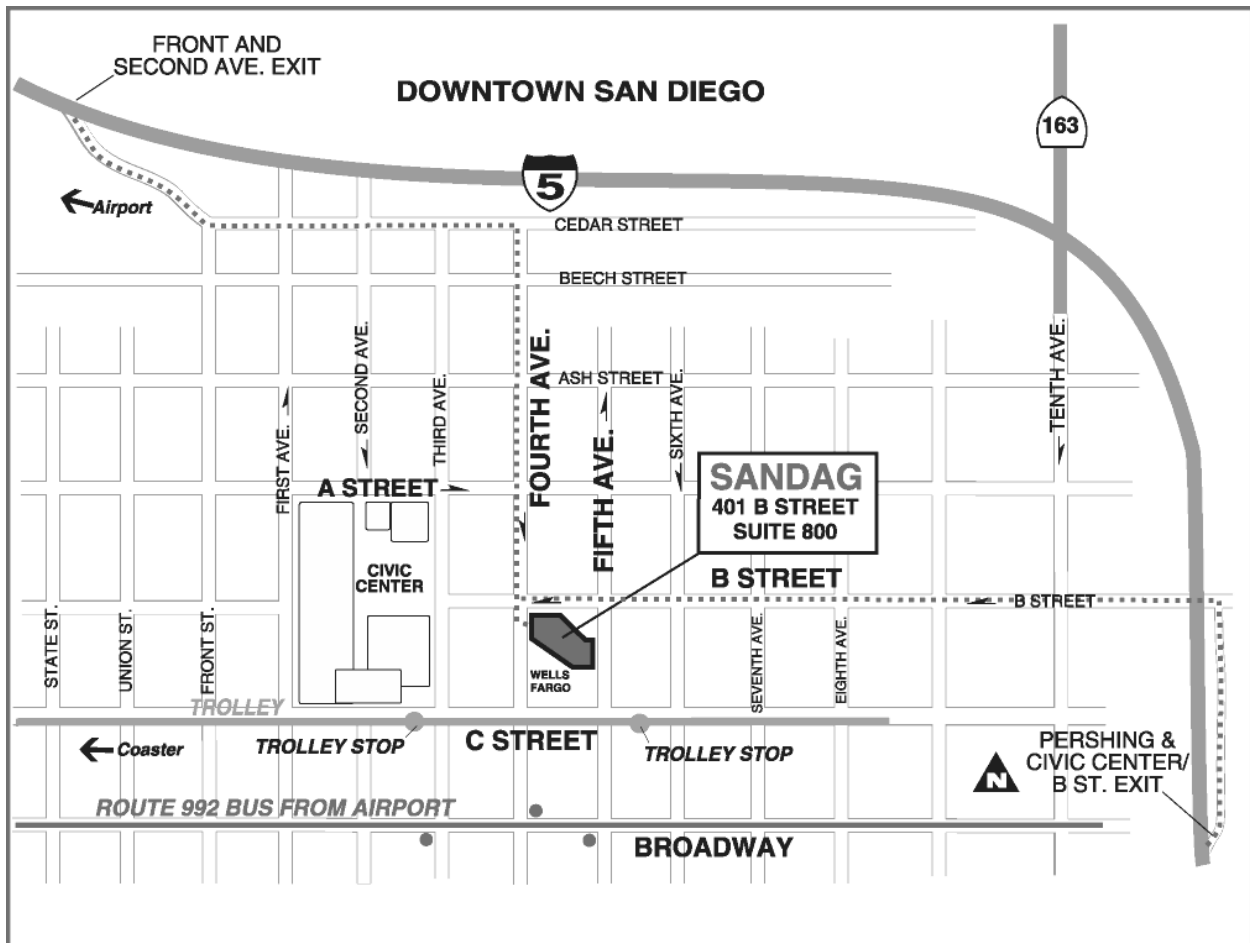 FRONT AND
SECOND AVE. EXIT
DOWNTOWN SAN DIEGO
163
5
Airport
CEDAR STREET
BEECH STREET
ASH STREET
FIRST AVE.
SECOND AVE.
THIRD AVE.
FOURTH AVE.
FIFTH AVE.
SIXTH AVE.
TENTH AVE.
A STREET
SANDAG
401 B STREET
SUITE 800
CIVIC
CENTER
B STREET
B STREET
STATE ST.
UNION ST.
FRONT ST.
WELLS
FARGO
SEVENTH AVE.
EIGHTH AVE.
TROLLEY
Coaster
TROLLEY STOP
C STREET
TROLLEY STOP
N
PERSHING &
CIVIC CENTER/
B ST. EXIT
ROUTE 992 BUS FROM AIRPORT
BROADWAY